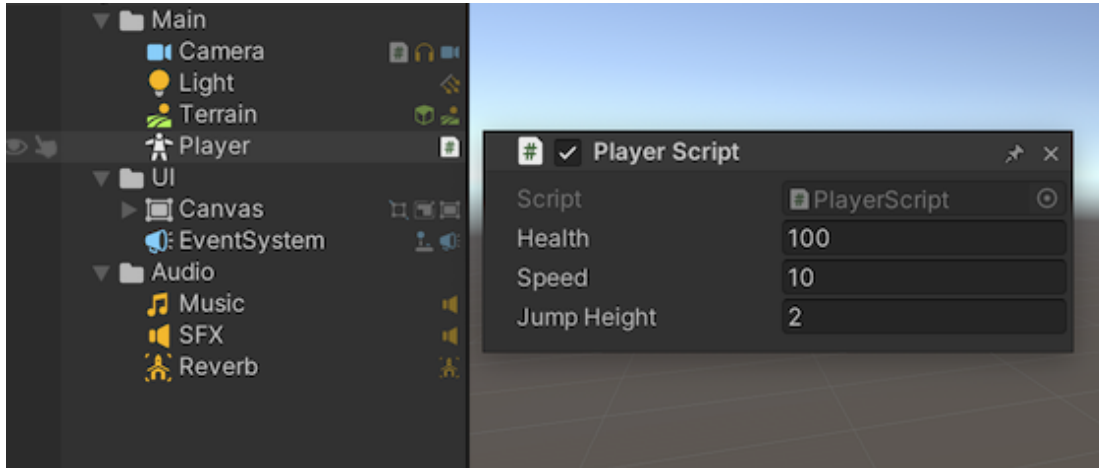 Main
Camera
Light
Terrain
Player
UI
Canvas
EventSystem
Audio
Music
SFX
Reverb
# Player Script
Script # PlayerScript
Health 100
Speed 10
Jump Height 2